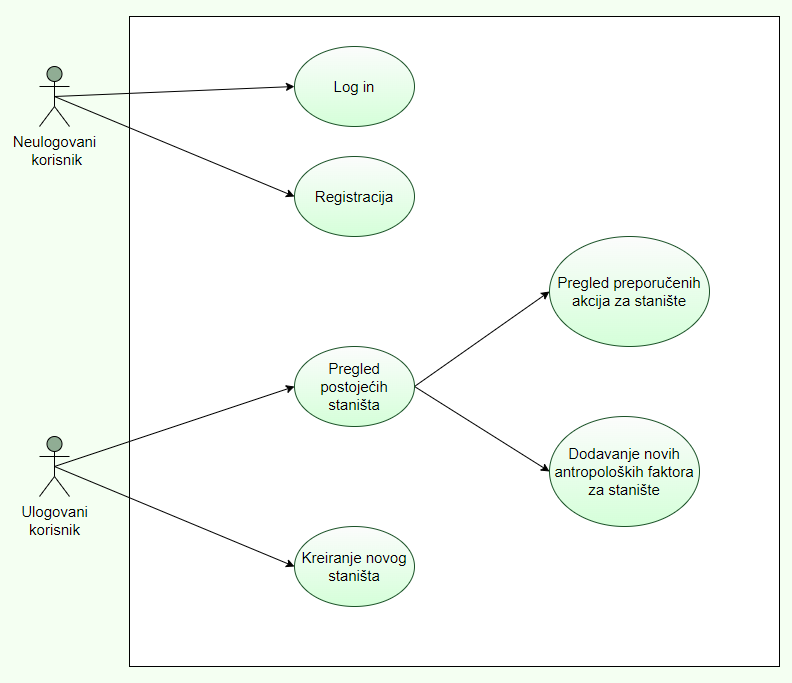 Log in
Neulogovani
korisnik
Registracija
Pregled preporučenih
akcija za stanište
Pregled
postojećih
staništa
Dodavanje novih
antropoloških faktora
za stanište
Ulogovani
korisnik
Kreiranje novog
staništa